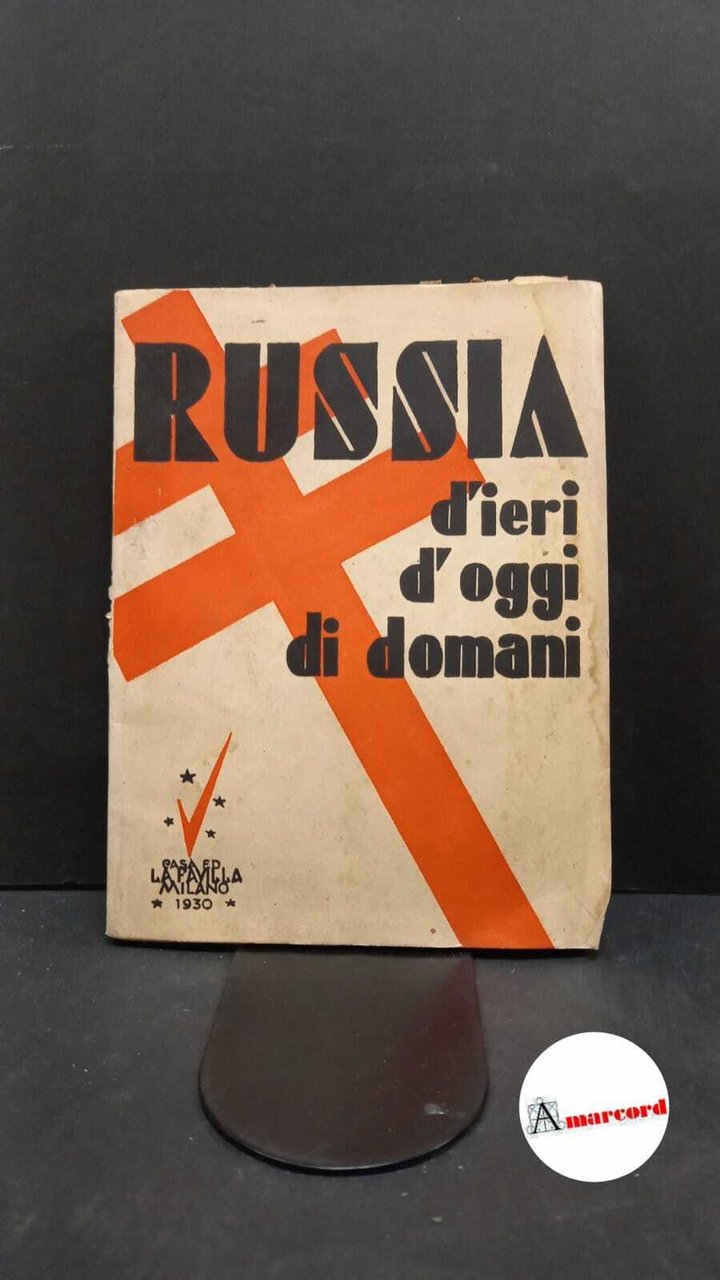 RUSSIA
d'ieri
d'oggi
di domani
CASA ED
LA FAVILLA
MILANO
1930
Amarcord